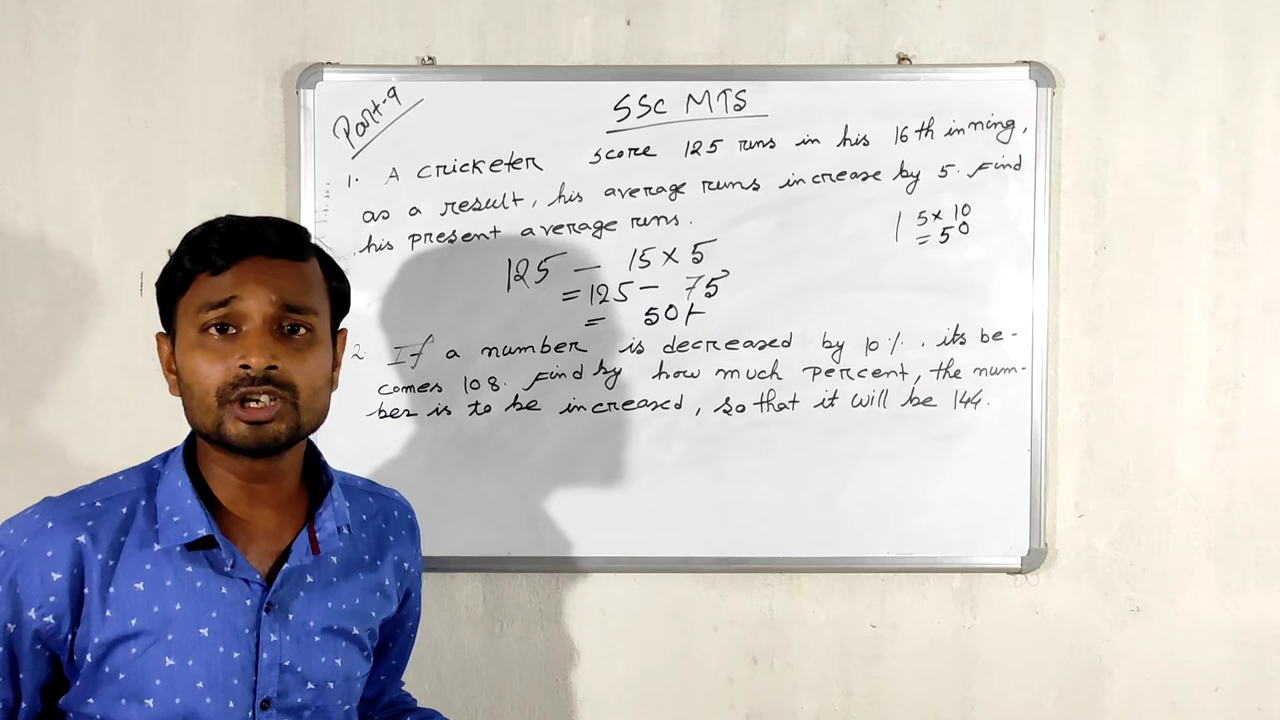 Part-9
SSC MTS
1. A cricketer score 125 runs in his 16th inning,
as a result, his average runs increase by 5. Find
his present average runs.
5 × 10
= 50
125 - 15 × 5
= 125 - 75
= 50
2. If a number is decreased by 10%, its be-
comes 108. Find by how much percent, the num-
ber is to be increased, so that it will be 144.